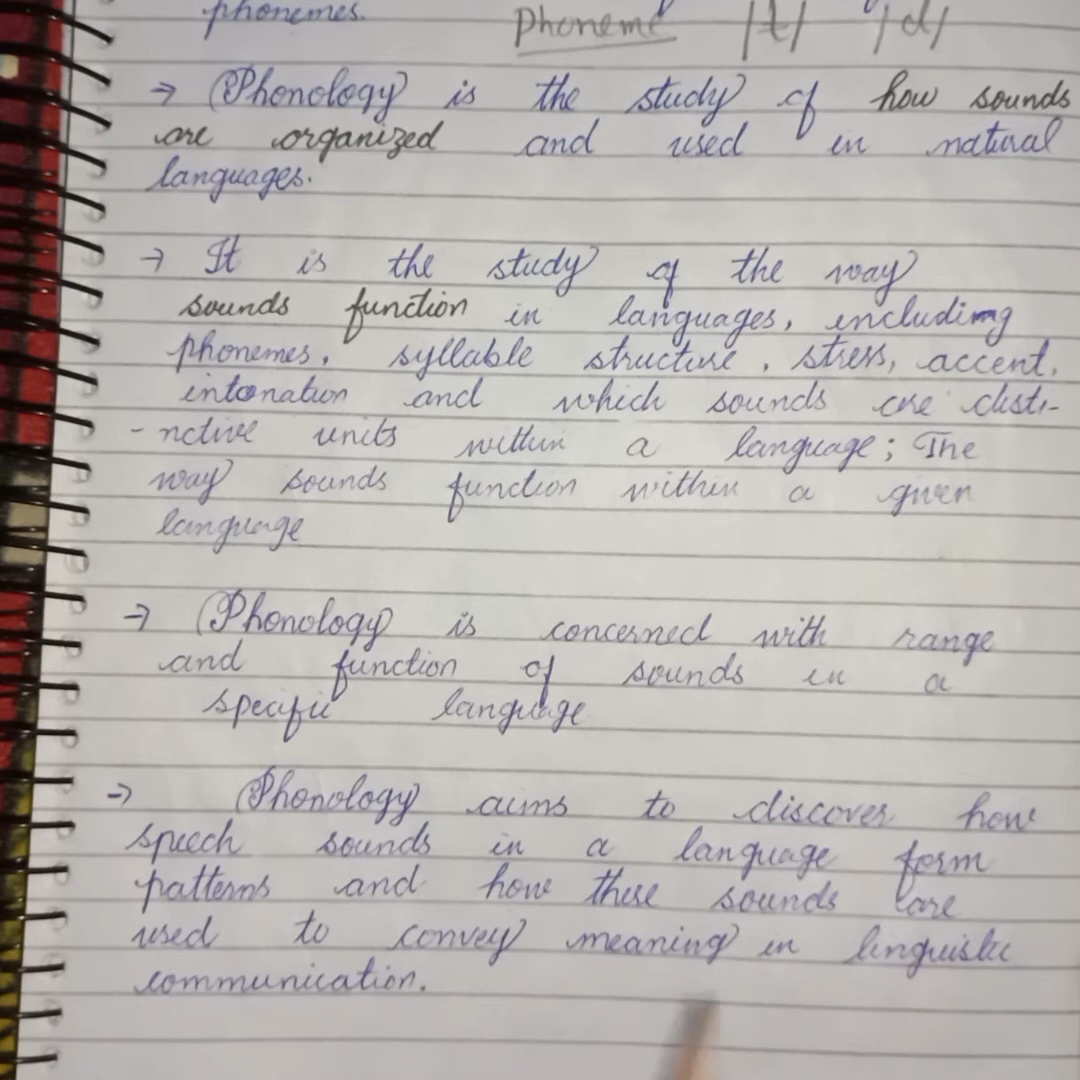 phonemes. Phoneme /t/ /d/
→ Phonology is the study of how sounds
are organized and used in natural
languages.
→ It is the study of the way
sounds function in languages, including
phonemes, syllable structure, stress, accent,
intonation and which sounds are disti-
-nctive units within a language; The
way sounds function within a given
language
→ Phonology is concerned with range
and function of sounds in a
specific language
→ Phonology aims to discover how
speech sounds in a language form
patterns and how these sounds are
used to convey meaning in linguistic
communication.